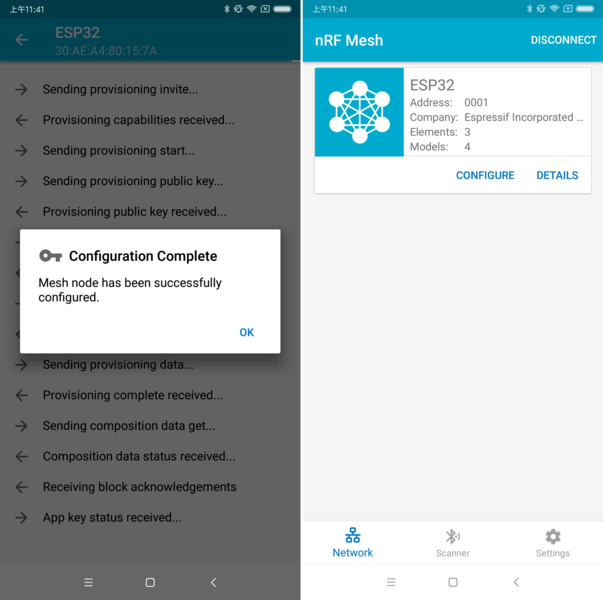 上午11:41
ESP32
30:AE:A4:80:15:7A
Sending provisioning invite...
Provisioning capabilities received...
Sending provisioning start...
Sending provisioning public key...
Provisioning public key received...
Configuration Complete
Mesh node has been successfully
configured.
OK
Sending provisioning data...
Provisioning complete received...
Sending composition data get...
Composition data status received...
Receiving block acknowledgements
App key status received...
上午11:41
nRF Mesh
DISCONNECT
ESP32
Address: 0001
Company: Espressif Incorporated ...
Elements: 3
Models: 4
CONFIGURE DETAILS
Network Scanner Settings